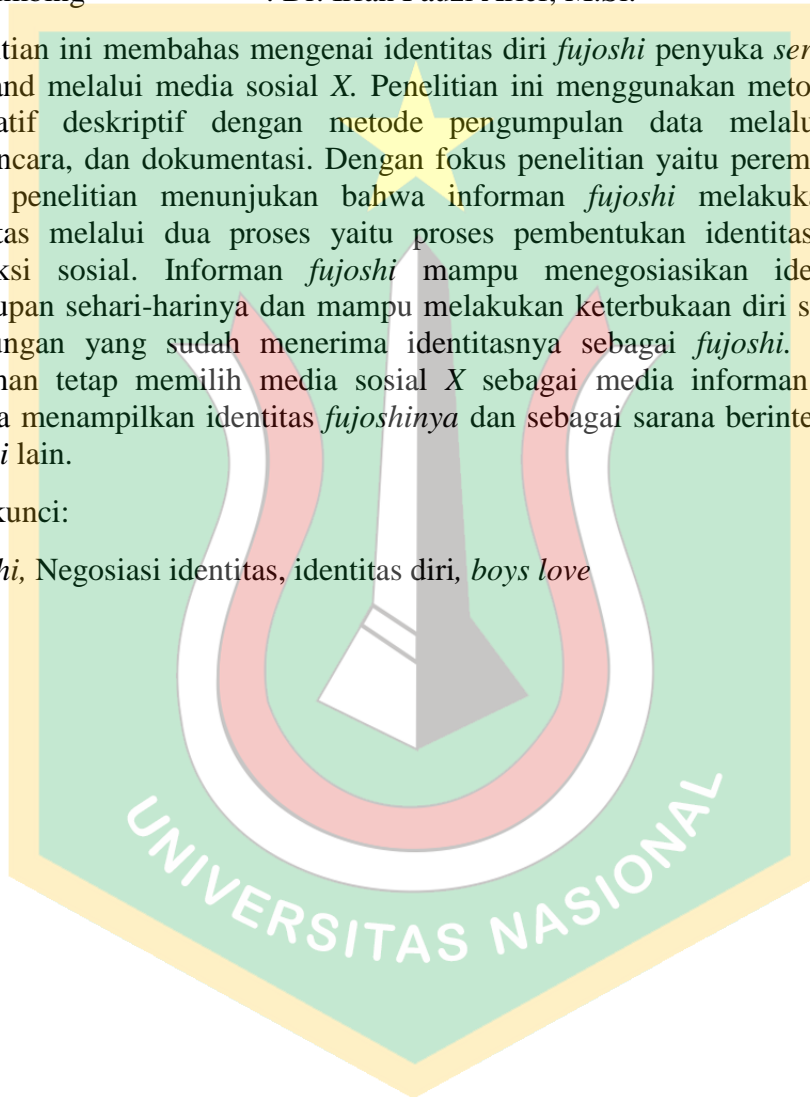 : Dr. Irfan Fauzi Arief, M.Si.
tian ini membahas mengenai identitas diri fujoshi penyuka ser
and melalui media sosial X. Penelitian ini menggunakan meto
atif deskriptif dengan metode pengumpulan data melalu
ncara, dan dokumentasi. Dengan fokus penelitian yaitu perem
penelitian menunjukan bahwa informan fujoshi melakuka
tas melalui dua proses yaitu proses pembentukan identitas
ksi sosial. Informan fujoshi mampu menegosiasikan ide
upan sehari-harinya dan mampu melakukan keterbukaan diri s
ungan yang sudah menerima identitasnya sebagai fujoshi.
nan tetap memilih media sosial X sebagai media informan
a menampilkan identitas fujoshinya dan sebagai sarana berinte
i lain.
kunci:
hi, Negosiasi identitas, identitas diri, boys love
UNIVERSITAS NASIONAL